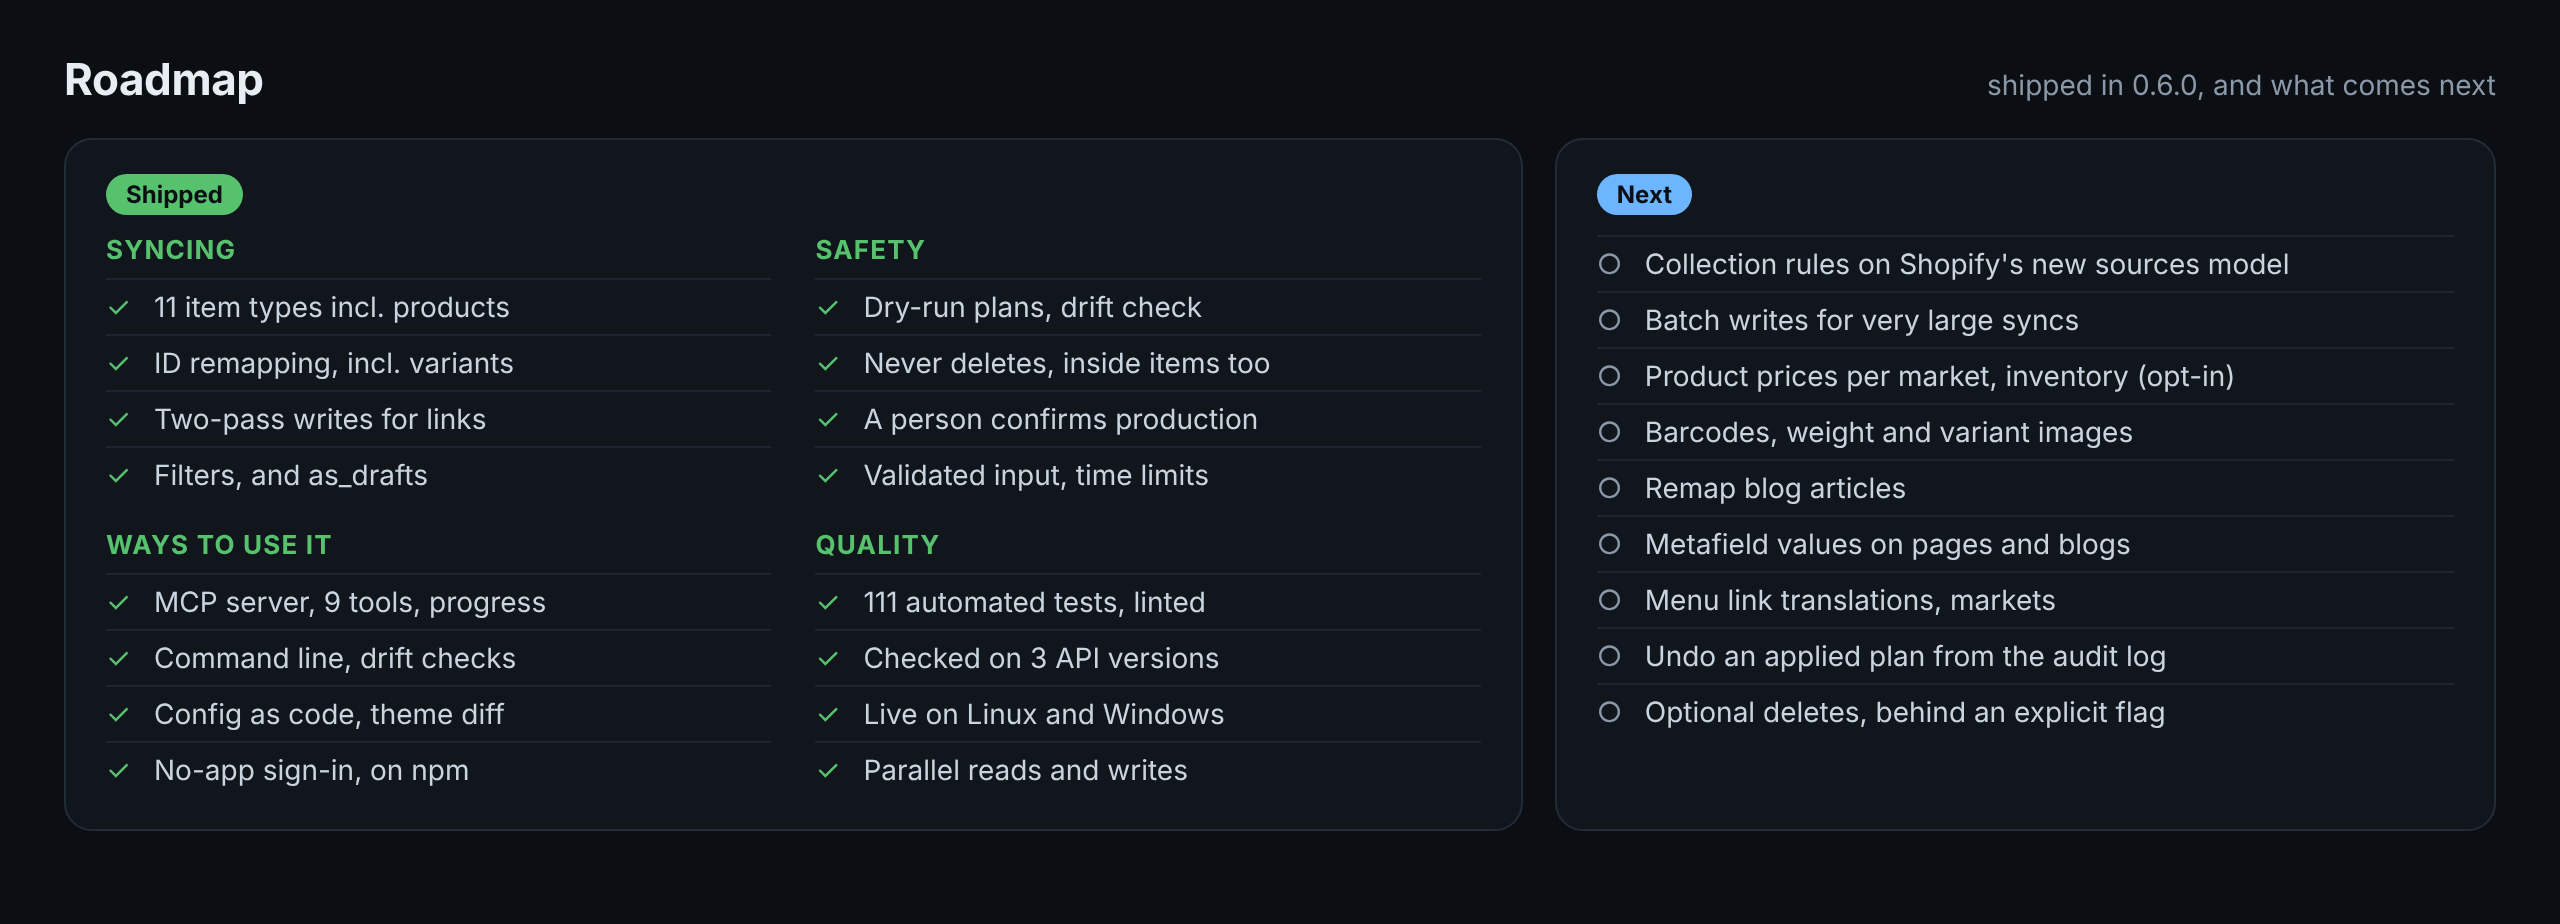 Roadmap
shipped in 0.6.0, and what comes next
Shipped
SYNCING
11 item types incl. products
ID remapping, incl. variants
Two-pass writes for links
Filters, and as_drafts
SAFETY
Dry-run plans, drift check
Never deletes, inside items too
A person confirms production
Validated input, time limits
WAYS TO USE IT
MCP server, 9 tools, progress
Command line, drift checks
Config as code, theme diff
No-app sign-in, on npm
QUALITY
111 automated tests, linted
Checked on 3 API versions
Live on Linux and Windows
Parallel reads and writes
Next
Collection rules on Shopify's new sources model
Batch writes for very large syncs
Product prices per market, inventory (opt-in)
Barcodes, weight and variant images
Remap blog articles
Metafield values on pages and blogs
Menu link translations, markets
Undo an applied plan from the audit log
Optional deletes, behind an explicit flag